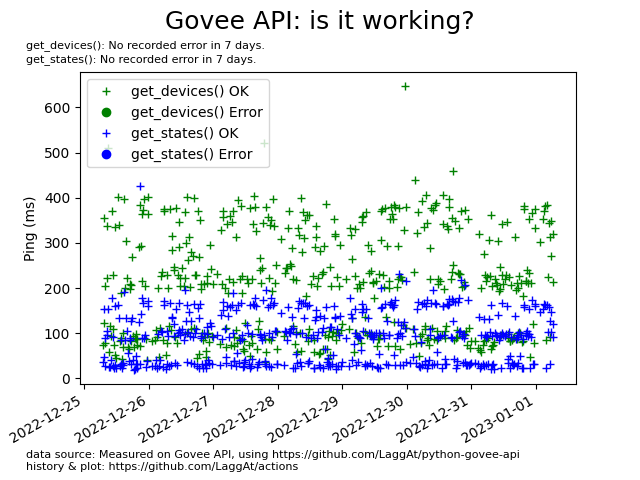 Govee API: is it working?
get_devices(): No recorded error in 7 days.
get_states(): No recorded error in 7 days.
get_devices() OK
get_devices() Error
get_states() OK
get_states() Error
Ping (ms)
600
500
400
300
200
100
0
2022-12-25
2022-12-26
2022-12-27
2022-12-28
2022-12-29
2022-12-30
2022-12-31
2023-01-01
data source: Measured on Govee API, using https://github.com/LaggAt/python-govee-api
history & plot: https://github.com/LaggAt/actions